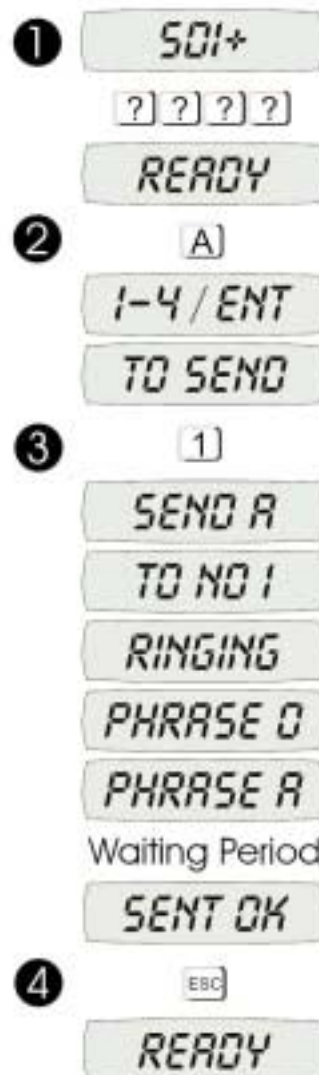 1 SDI+
? ? ? ?
READY
2 A
1-4 / ENT
TO SEND
3 1
SEND A
TO NO 1
RINGING
PHRASE 0
PHRASE A
Waiting Period
SENT OK
4 ESC
READY